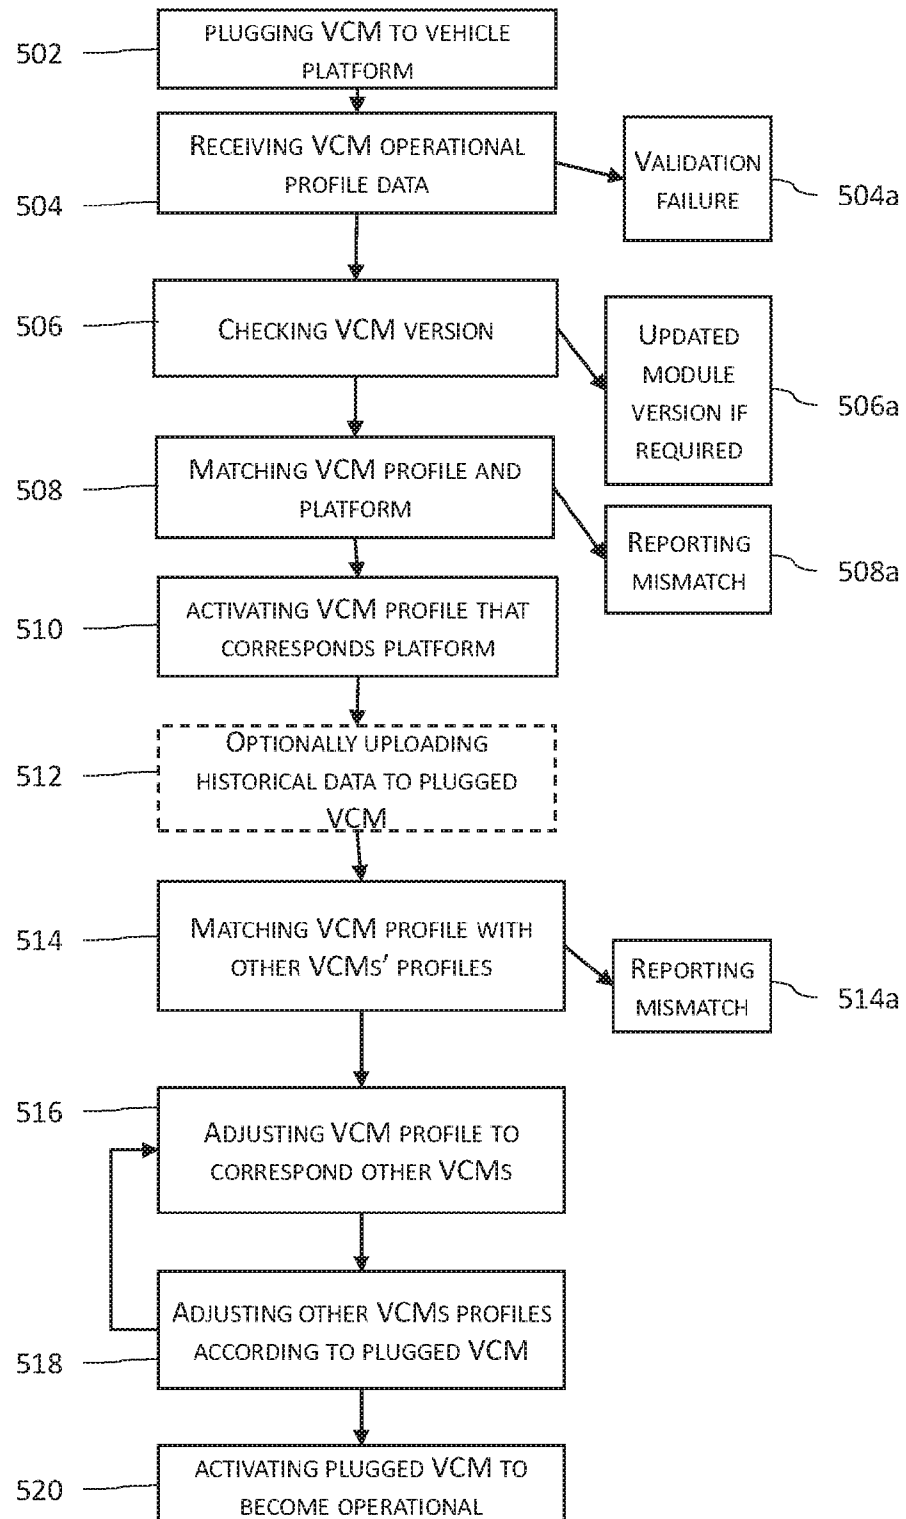 502
PLUGGING VCM TO VEHICLE
PLATFORM
504
RECEIVING VCM OPERATIONAL
PROFILE DATA
VALIDATION
FAILURE
504a
506
CHECKING VCM VERSION
UPDATED
MODULE
VERSION IF
REQUIRED
506a
508
MATCHING VCM PROFILE AND
PLATFORM
REPORTING
MISMATCH
508a
510
ACTIVATING VCM PROFILE THAT
CORRESPONDS PLATFORM
512
OPTIONALLY UPLOADING
HISTORICAL DATA TO PLUGGED
VCM
514
MATCHING VCM PROFILE WITH
OTHER VCMS' PROFILES
REPORTING
MISMATCH
514a
516
ADJUSTING VCM PROFILE TO
CORRESPOND OTHER VCMS
518
ADJUSTING OTHER VCMS PROFILES
ACCORDING TO PLUGGED VCM
520
ACTIVATING PLUGGED VCM TO
BECOME OPERATIONAL